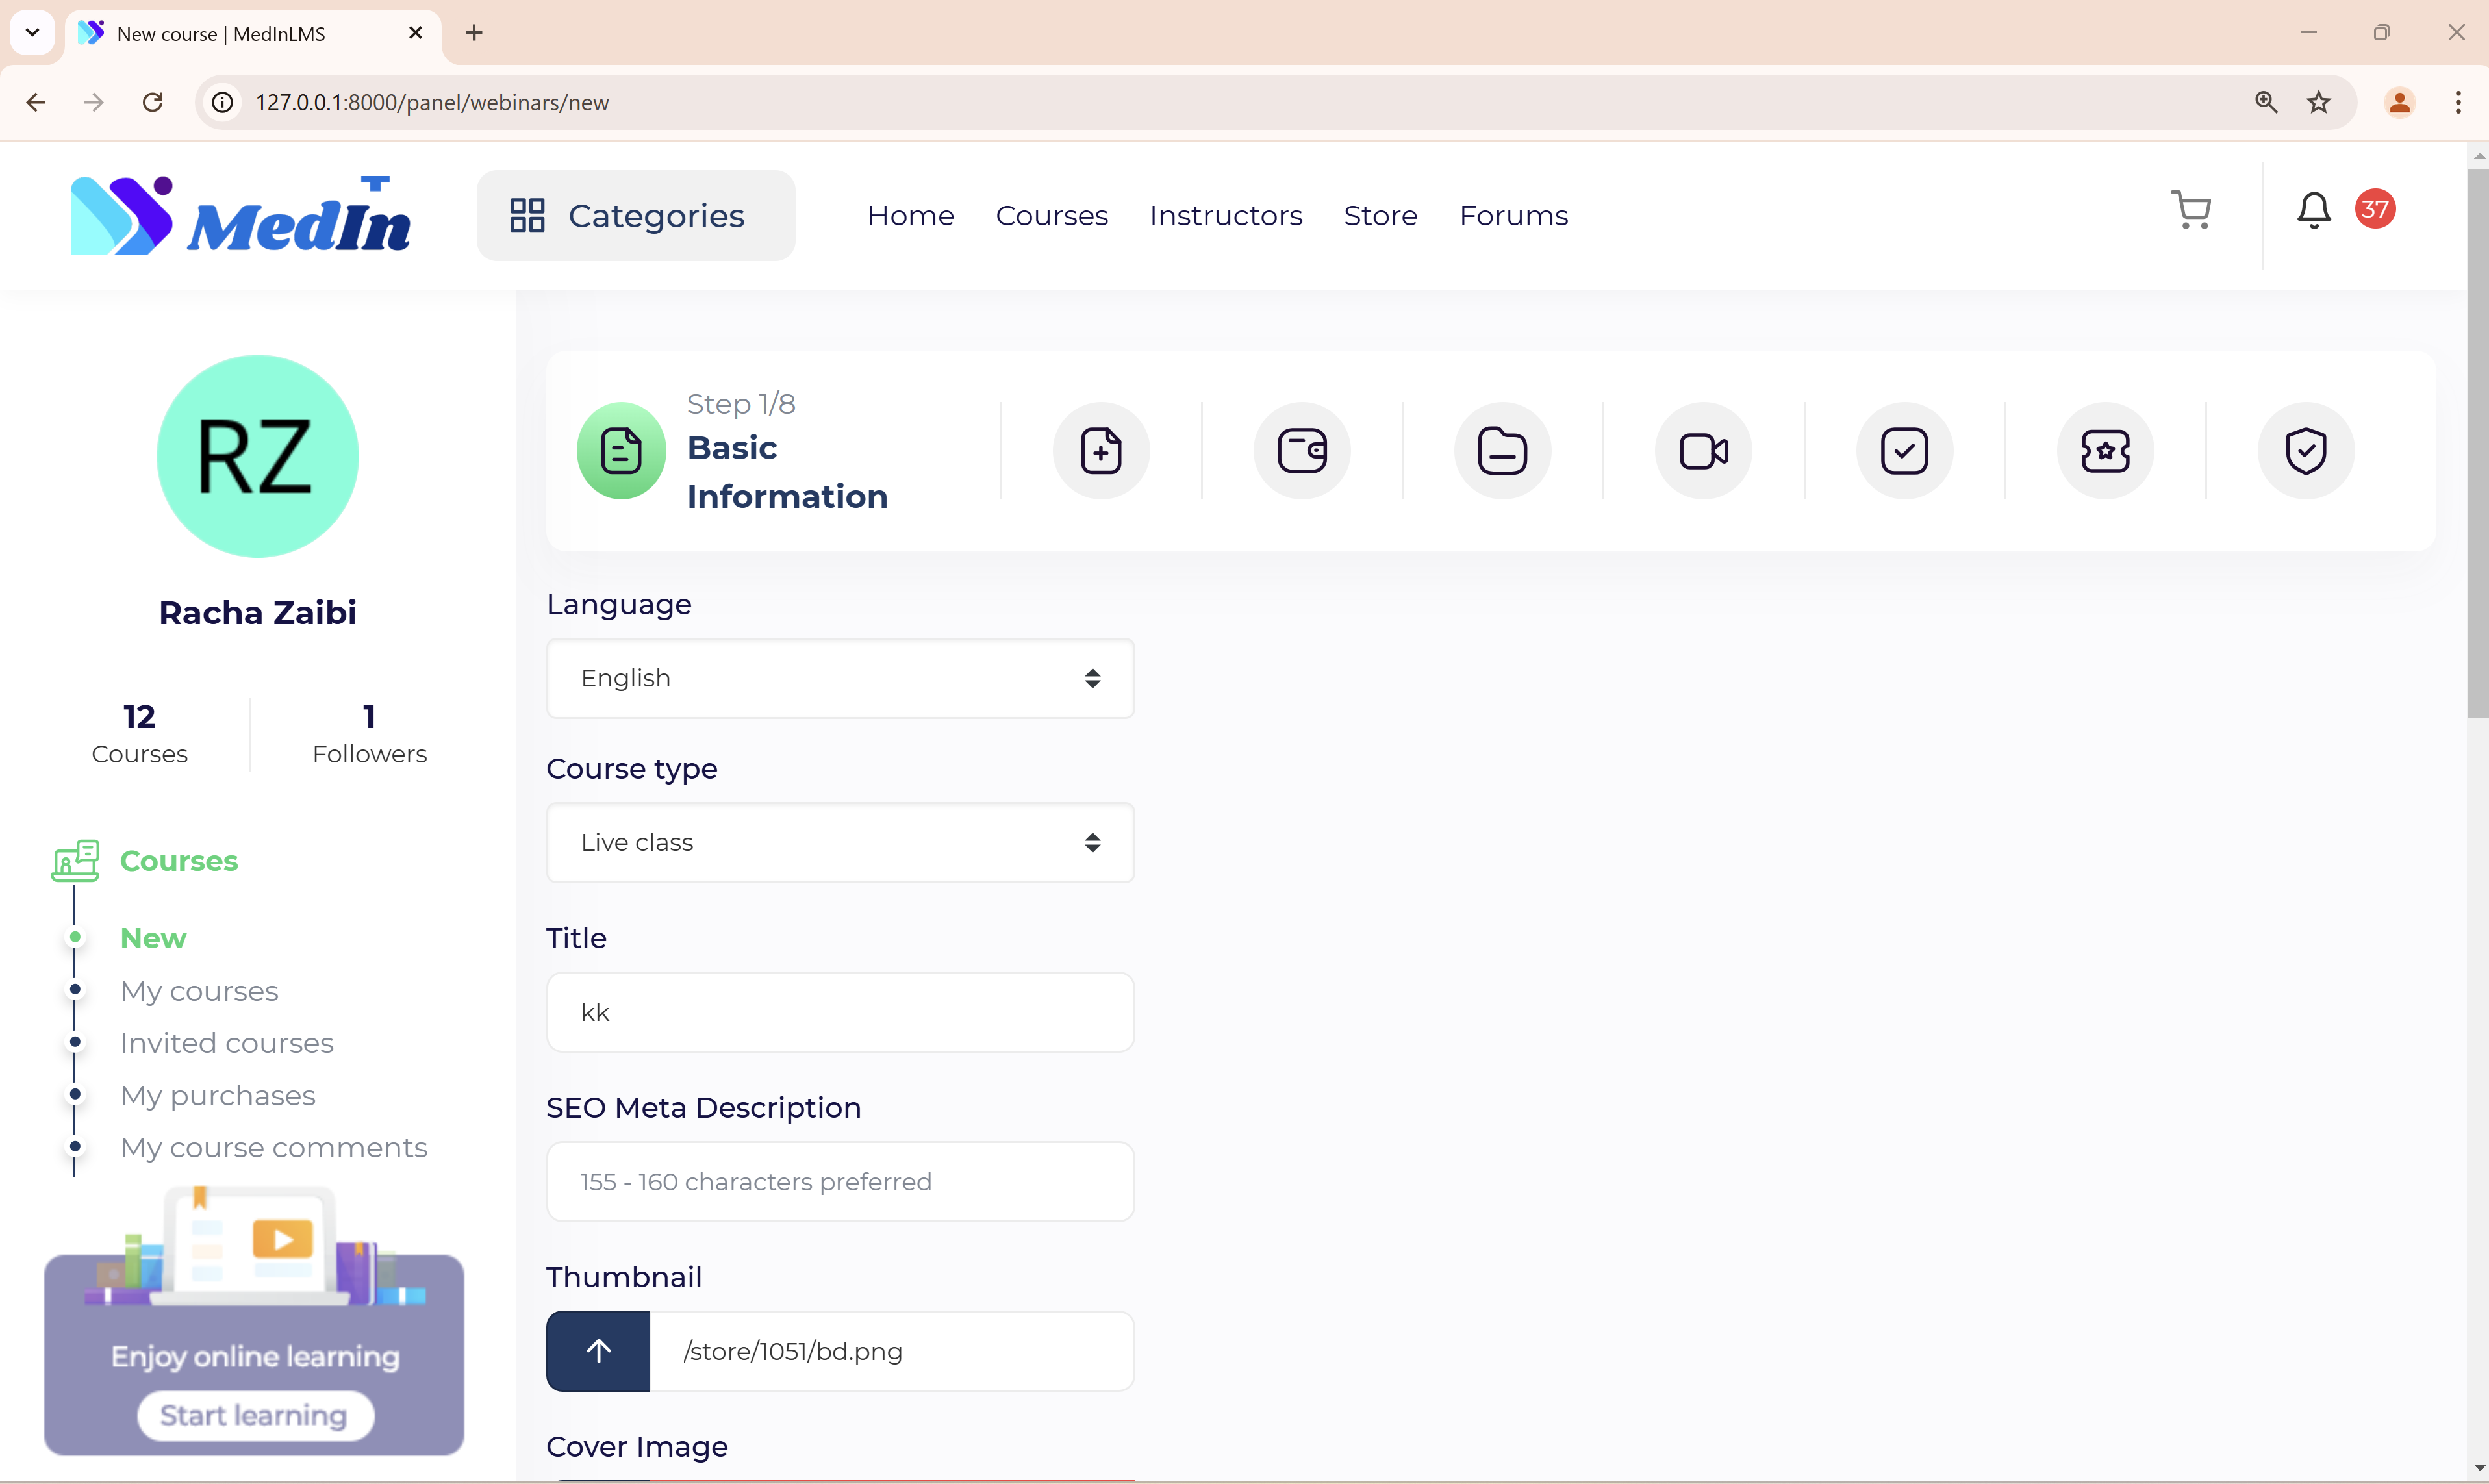 New course | MedInLMS
127.0.0.1:8000/panel/webinars/new
MedIn
Categories
Home
Courses
Instructors
Store
Forums
37
RZ
Racha Zaibi
12
Courses
1
Followers
Courses
New
My courses
Invited courses
My purchases
My course comments
Enjoy online learning
Start learning
Step 1/8
Basic
Information
Language
English
Course type
Live class
Title
kk
SEO Meta Description
155 - 160 characters preferred
Thumbnail
/store/1051/bd.png
Cover Image